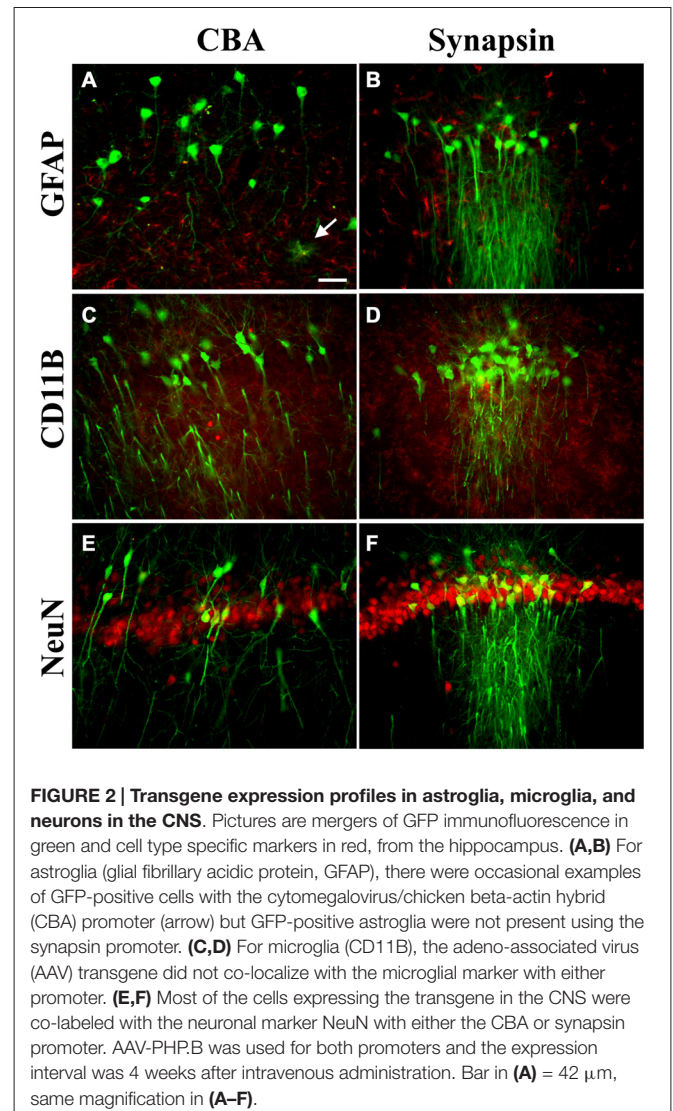 CBA
Synapsin
GFAP
A
B
CD11B
C
D
NeuN
E
F
FIGURE 2 | Transgene expression profiles in astroglia, microglia, and
neurons in the CNS. Pictures are mergers of GFP immunofluorescence in
green and cell type specific markers in red, from the hippocampus. (A,B) For
astroglia (glial fibrillary acidic protein, GFAP), there were occasional examples
of GFP-positive cells with the cytomegalovirus/chicken beta-actin hybrid
(CBA) promoter (arrow) but GFP-positive astroglia were not present using the
synapsin promoter. (C,D) For microglia (CD11B), the adeno-associated virus
(AAV) transgene did not co-localize with the microglial marker with either
promoter. (E,F) Most of the cells expressing the transgene in the CNS were
co-labeled with the neuronal marker NeuN with either the CBA or synapsin
promoter. AAV-PHP.B was used for both promoters and the expression
interval was 4 weeks after intravenous administration. Bar in (A) = 42 μm,
same magnification in (A–F).